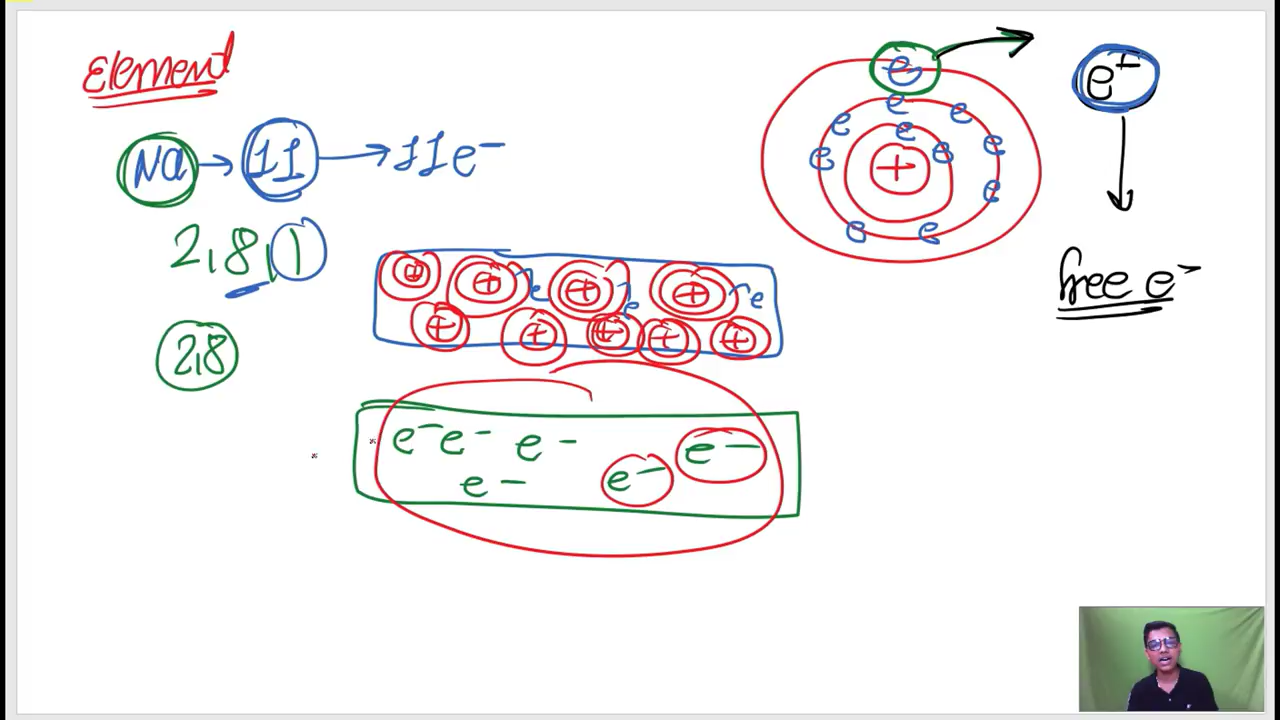 Element
Na → 11 → 11e⁻
2,8,1
2,8
+ + + +
e e e
+ + + + +
e⁻ e⁻ e⁻ e⁻
e⁻ e⁻
e
e e e
e e e
e + e e
e e
e⁺
free e⁻